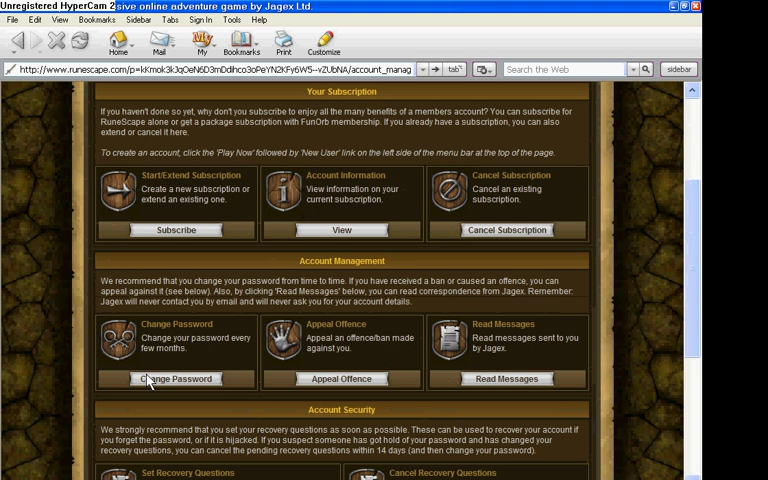 Unregistered HyperCam 2sive online adventure game by Jagex Ltd.
File Edit View Bookmarks Sidebar Tabs Sign In Tools Help
Home Mail My Bookmarks Print Customize
http://www.runescape.com/p=kKmok3kJqOeN6D3mDdihco3oPeYN2KFy6W5--vZUbNA/account_manag tab Search the Web sidebar
Your Subscription
If you haven't done so yet, why don't you subscribe to enjoy all the many benefits of a members account? You can subscribe for
RuneScape alone or get a package subscription with FunOrb membership. If you already have a subscription, you can also
extend or cancel it here.
To create an account, click the 'Play Now' followed by 'New User' link on the left side of the menu bar at the top of the page.
Start/Extend Subscription
Create a new subscription or
extend an existing one.
Subscribe
Account Information
View information on your
current subscription.
View
Cancel Subscription
Cancel an existing
subscription.
Cancel Subscription
Account Management
We recommend that you change your password from time to time. If you have received a ban or caused an offence, you can
appeal against it (see below). Also, by clicking 'Read Messages' below, you can read correspondence from Jagex. Remember:
Jagex will never contact you by email and will never ask you for your account details.
Change Password
Change your password every
few months.
Change Password
Appeal Offence
Appeal an offence/ban made
against you.
Appeal Offence
Read Messages
Read messages sent to you
by Jagex.
Read Messages
Account Security
We strongly recommend that you set your recovery questions as soon as possible. These can be used to recover your account if
you forget the password, or if it is hijacked. If you suspect someone has got hold of your password and has changed your
recovery questions, you can cancel the pending recovery questions within 14 days (and then change your password).
Set Recovery Questions
Cancel Recovery Questions